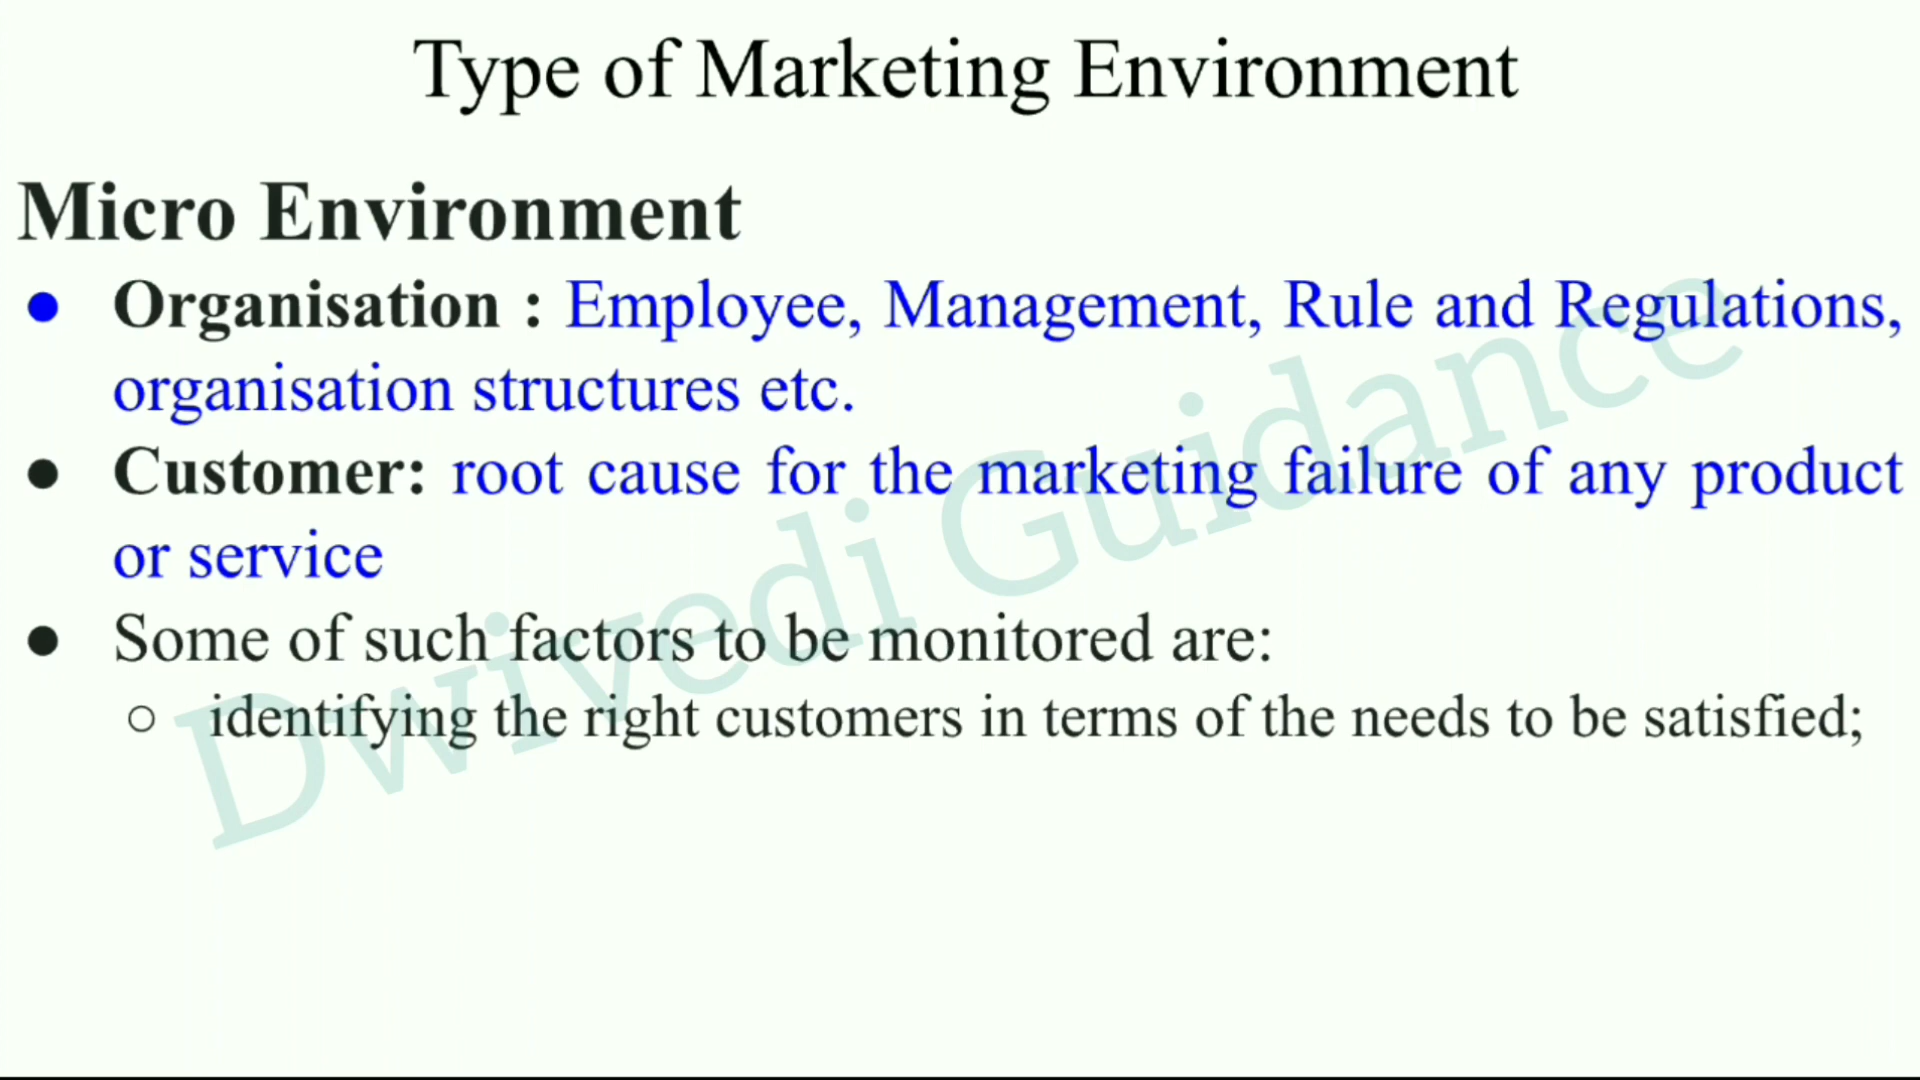 Type of Marketing Environment
Micro Environment
● Organisation : Employee, Management, Rule and Regulations,
organisation structures etc.
● Customer: root cause for the marketing failure of any product
or service
● Some of such factors to be monitored are:
○ identifying the right customers in terms of the needs to be satisfied;
Dwivedi Guidance